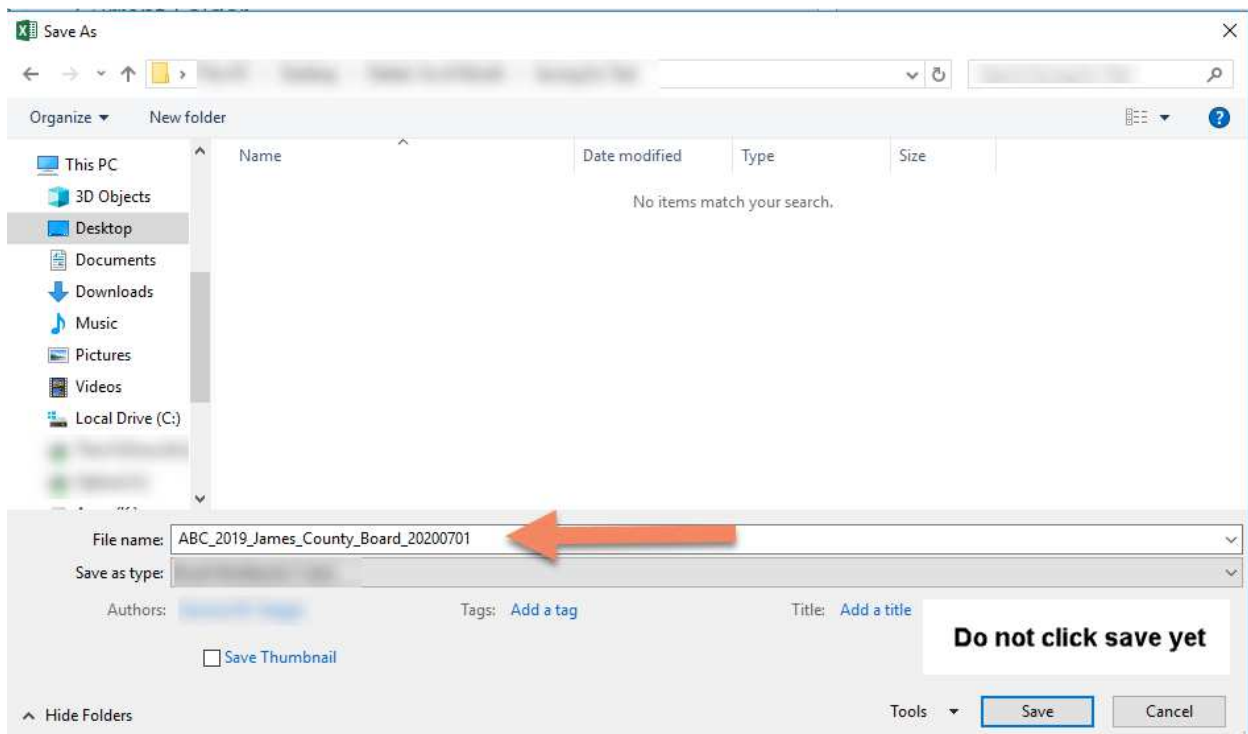 Save As
Organize
New folder
Name
Date modified
Type
Size
This PC
No items match your search.
3D Objects
Desktop
Documents
Downloads
Music
Pictures
Videos
Local Drive (C:)
File name: ABC_2019_James_County_Board_20200701
Save as type:
Authors:
Tags: Add a tag
Title: Add a title
Do not click save yet
Save Thumbnail
Hide Folders
Tools
Save
Cancel